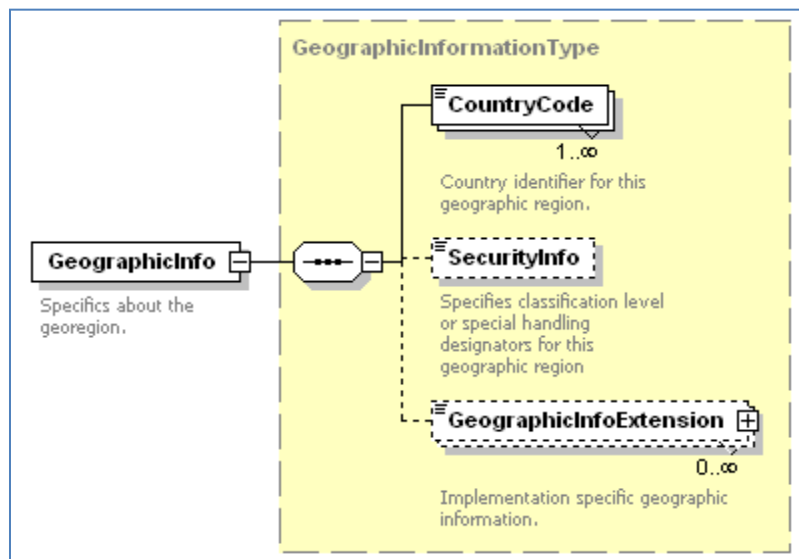 GeographicInformationType
CountryCode
1..∞
Country identifier for this
geographic region.
GeographicInfo
Specifics about the
georegion.
SecurityInfo
Specifies classification level
or special handling
designators for this
geographic region
GeographicInfoExtension
0..∞
Implementation specific geographic
information.